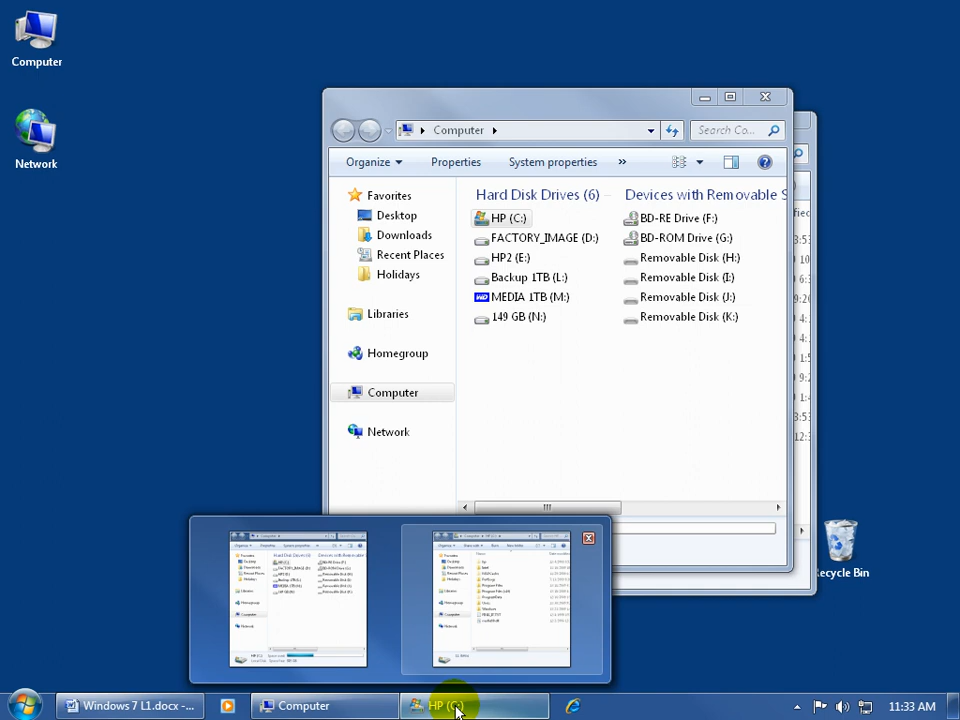 Computer
Network
Computer
Search Co...
Organize
Properties
System properties
»
Favorites
Desktop
Downloads
Recent Places
Holidays
Libraries
Homegroup
Computer
Network
Hard Disk Drives (6)
HP (C:)
FACTORY_IMAGE (D:)
HP2 (E:)
Backup 1TB (L:)
MEDIA 1TB (M:)
149 GB (N:)
Devices with Removable S
BD-RE Drive (F:)
BD-ROM Drive (G:)
Removable Disk (H:)
Removable Disk (I:)
Removable Disk (J:)
Removable Disk (K:)
Recycle Bin
Windows 7 L1.docx -...
Computer
HP (C:)
11:33 AM